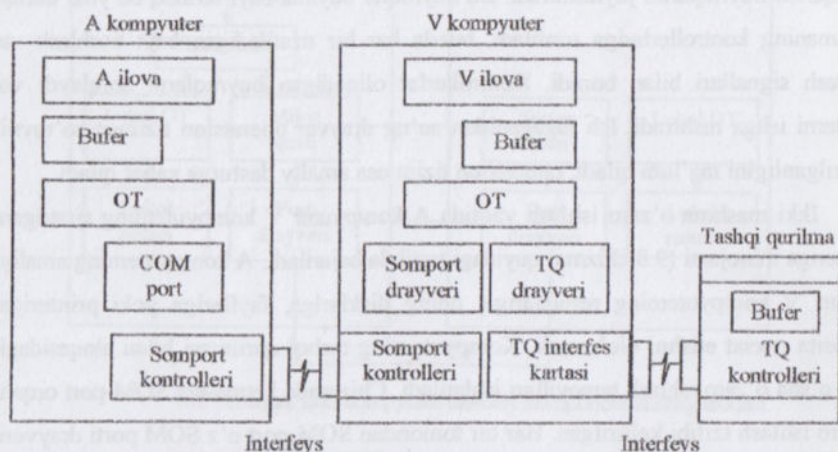 A kompyuter
A ilova
Bufer
OT
COM
port
Somport
kontrolleri
V kompyuter
V ilova
Bufer
OT
Somport
drayveri
TQ
drayveri
Somport
kontrolleri
TQ interfes
kartasi
Tashqi qurilma
Bufer
TQ
kontrolleri
Interfeys
Interfeys